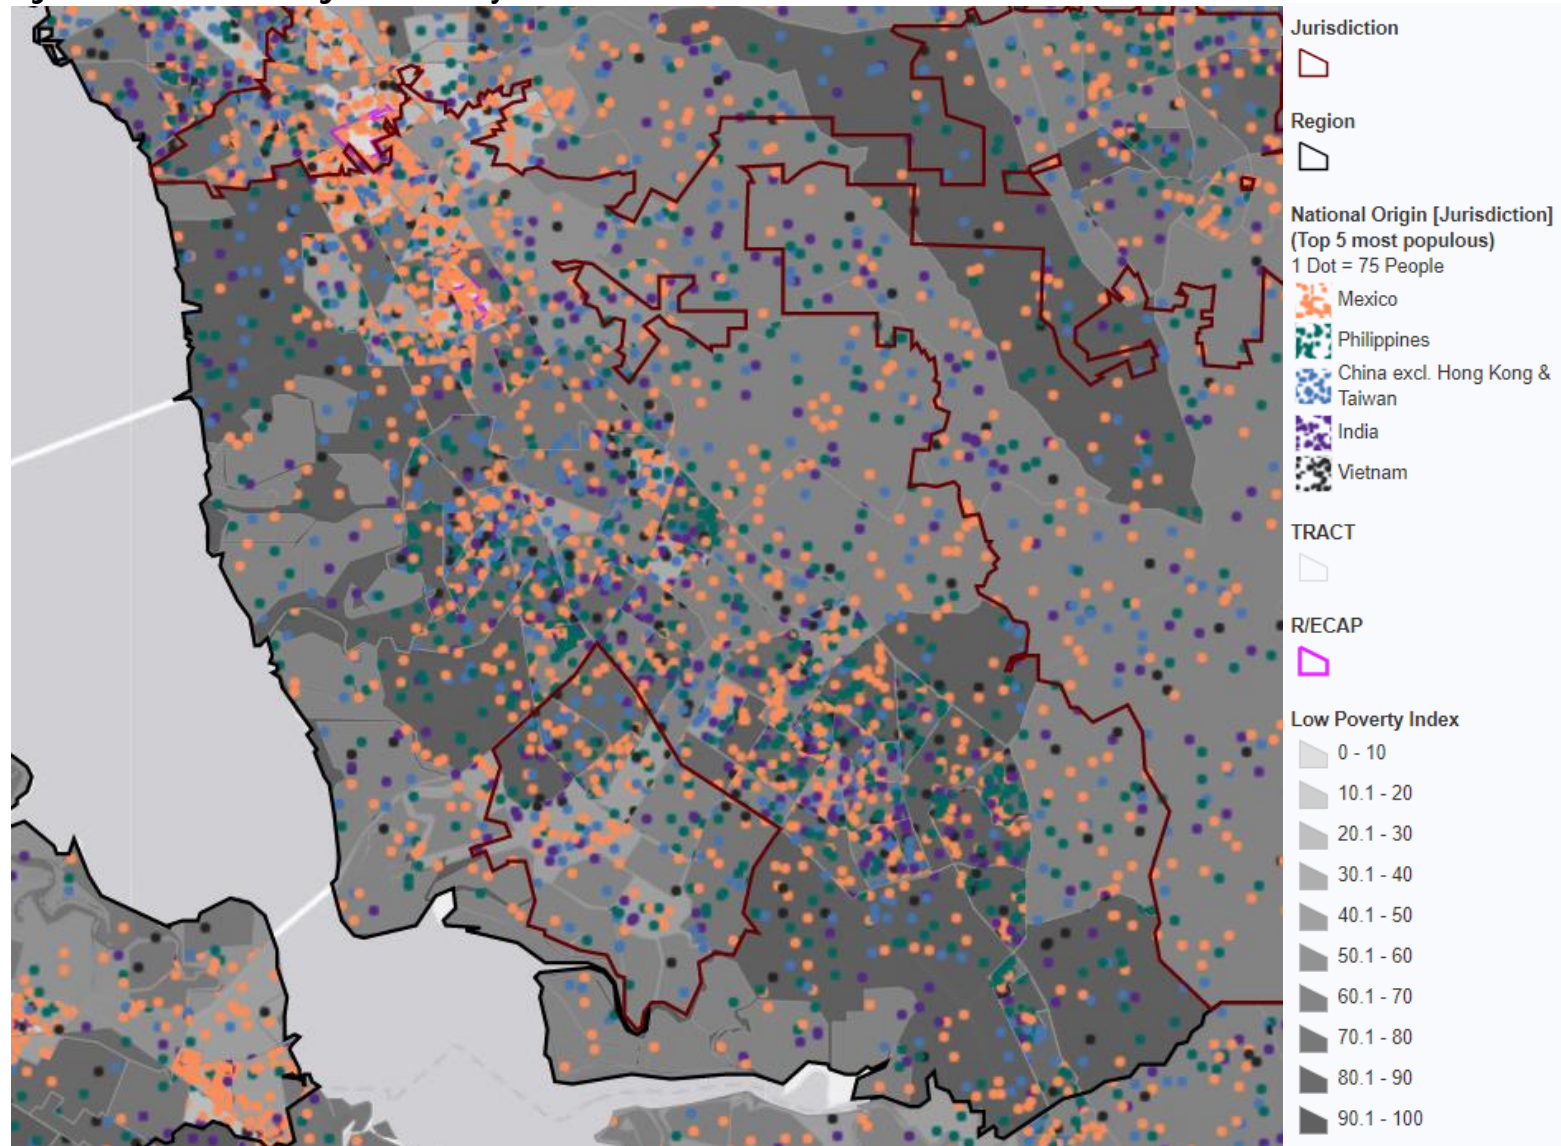 Jurisdiction
Region
National Origin [Jurisdiction]
(Top 5 most populous)
1 Dot = 75 People
Mexico
Philippines
China excl. Hong Kong &
Taiwan
India
Vietnam
TRACT
R/ECAP
Low Poverty Index
0 - 10
10.1 - 20
20.1 - 30
30.1 - 40
40.1 - 50
50.1 - 60
60.1 - 70
70.1 - 80
80.1 - 90
90.1 - 100